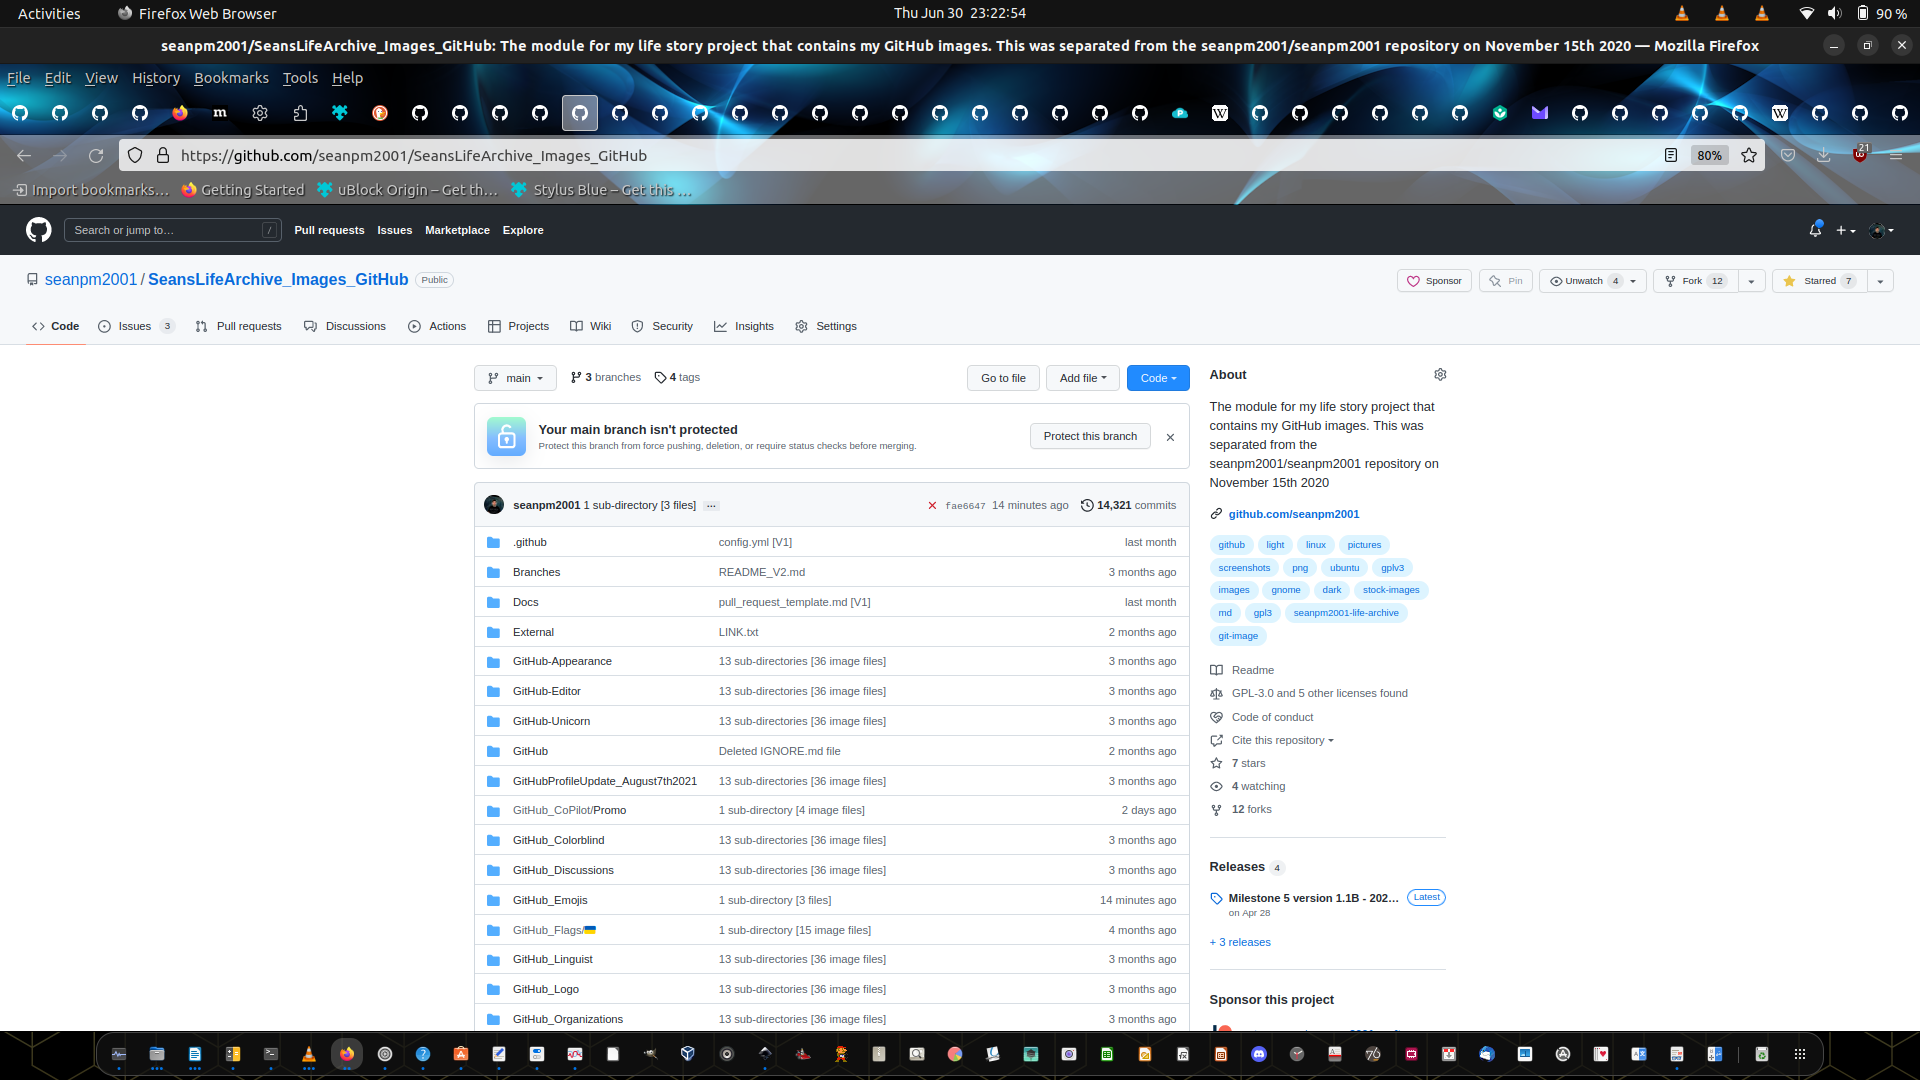 Activities
Firefox Web Browser
Thu Jun 30 23:22:54
90 %
seanpm2001/SeansLifeArchive_Images_GitHub: The module for my life story project that contains my GitHub images. This was separated from the seanpm2001/seanpm2001 repository on November 15th 2020 — Mozilla Firefox
File Edit View History Bookmarks Tools Help
https://github.com/seanpm2001/SeansLifeArchive_Images_GitHub
80%
21
Import bookmarks…
Getting Started
uBlock Origin – Get th…
Stylus Blue – Get this …
Search or jump to…
/
Pull requests
Issues
Marketplace
Explore
seanpm2001 / SeansLifeArchive_Images_GitHub Public
Sponsor
Pin
Unwatch 4
Fork 12
Starred 7
Code
Issues 3
Pull requests
Discussions
Actions
Projects
Wiki
Security
Insights
Settings
main
3 branches
4 tags
Go to file
Add file
Code
Your main branch isn't protected
Protect this branch from force pushing, deletion, or require status checks before merging.
Protect this branch
seanpm2001 1 sub-directory [3 files] …
fae6647 14 minutes ago
14,321 commits
.github config.yml [V1] last month
Branches README_V2.md 3 months ago
Docs pull_request_template.md [V1] last month
External LINK.txt 2 months ago
GitHub-Appearance 13 sub-directories [36 image files] 3 months ago
GitHub-Editor 13 sub-directories [36 image files] 3 months ago
GitHub-Unicorn 13 sub-directories [36 image files] 3 months ago
GitHub Deleted IGNORE.md file 2 months ago
GitHubProfileUpdate_August7th2021 13 sub-directories [36 image files] 3 months ago
GitHub_CoPilot/Promo 1 sub-directory [4 image files] 2 days ago
GitHub_Colorblind 13 sub-directories [36 image files] 3 months ago
GitHub_Discussions 13 sub-directories [36 image files] 3 months ago
GitHub_Emojis 1 sub-directory [3 files] 14 minutes ago
GitHub_Flags/🇺🇦 1 sub-directory [15 image files] 4 months ago
GitHub_Linguist 13 sub-directories [36 image files] 3 months ago
GitHub_Logo 13 sub-directories [36 image files] 3 months ago
GitHub_Organizations 13 sub-directories [36 image files] 3 months ago
About
The module for my life story project that
contains my GitHub images. This was
separated from the
seanpm2001/seanpm2001 repository on
November 15th 2020
github.com/seanpm2001
github light linux pictures
screenshots png ubuntu gplv3
images gnome dark stock-images
md gpl3 seanpm2001-life-archive
git-image
Readme
GPL-3.0 and 5 other licenses found
Code of conduct
Cite this repository
7 stars
4 watching
12 forks
Releases 4
Milestone 5 version 1.1B - 202… Latest
on Apr 28
+ 3 releases
Sponsor this project